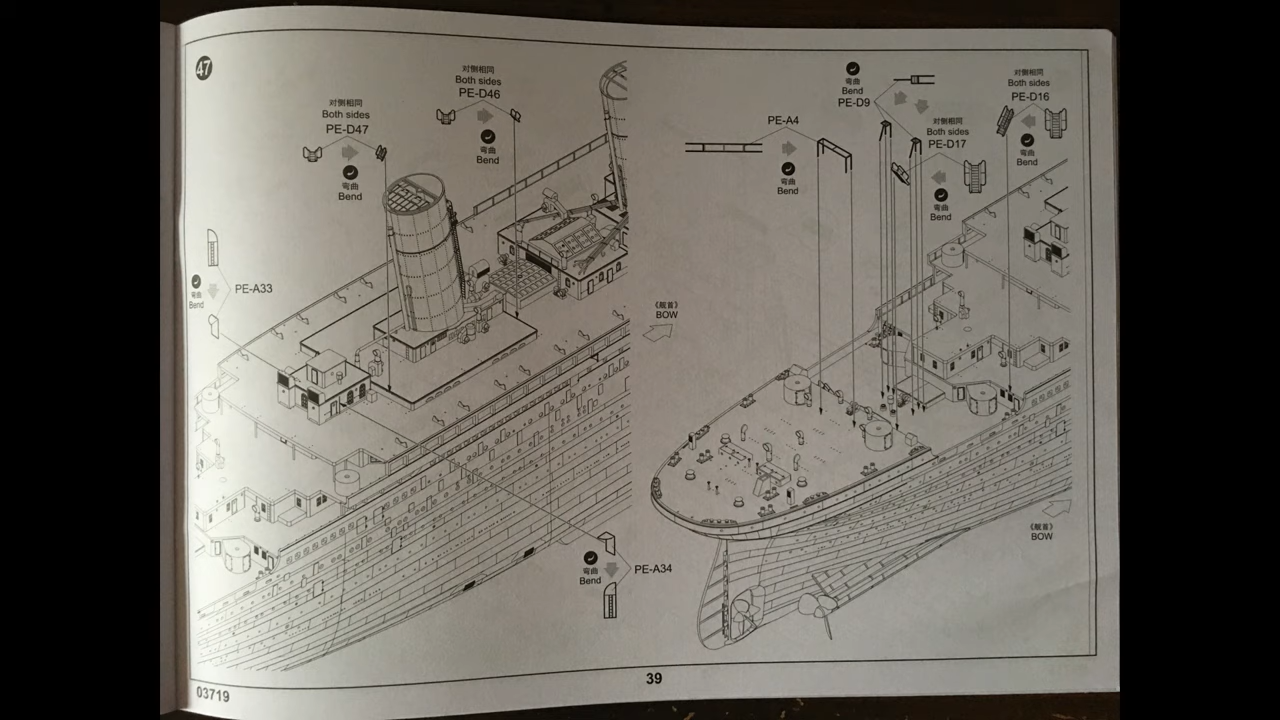 47
对侧相同
Both sides
PE-D47
弯曲
Bend
对侧相同
Both sides
PE-D46
弯曲
Bend
弯曲
Bend
PE-A33
弯曲
Bend
PE-A34
《舰首》
BOW
PE-A4
弯曲
Bend
弯曲
Bend
PE-D9
对侧相同
Both sides
PE-D17
弯曲
Bend
对侧相同
Both sides
PE-D16
弯曲
Bend
《舰首》
BOW
03719
39